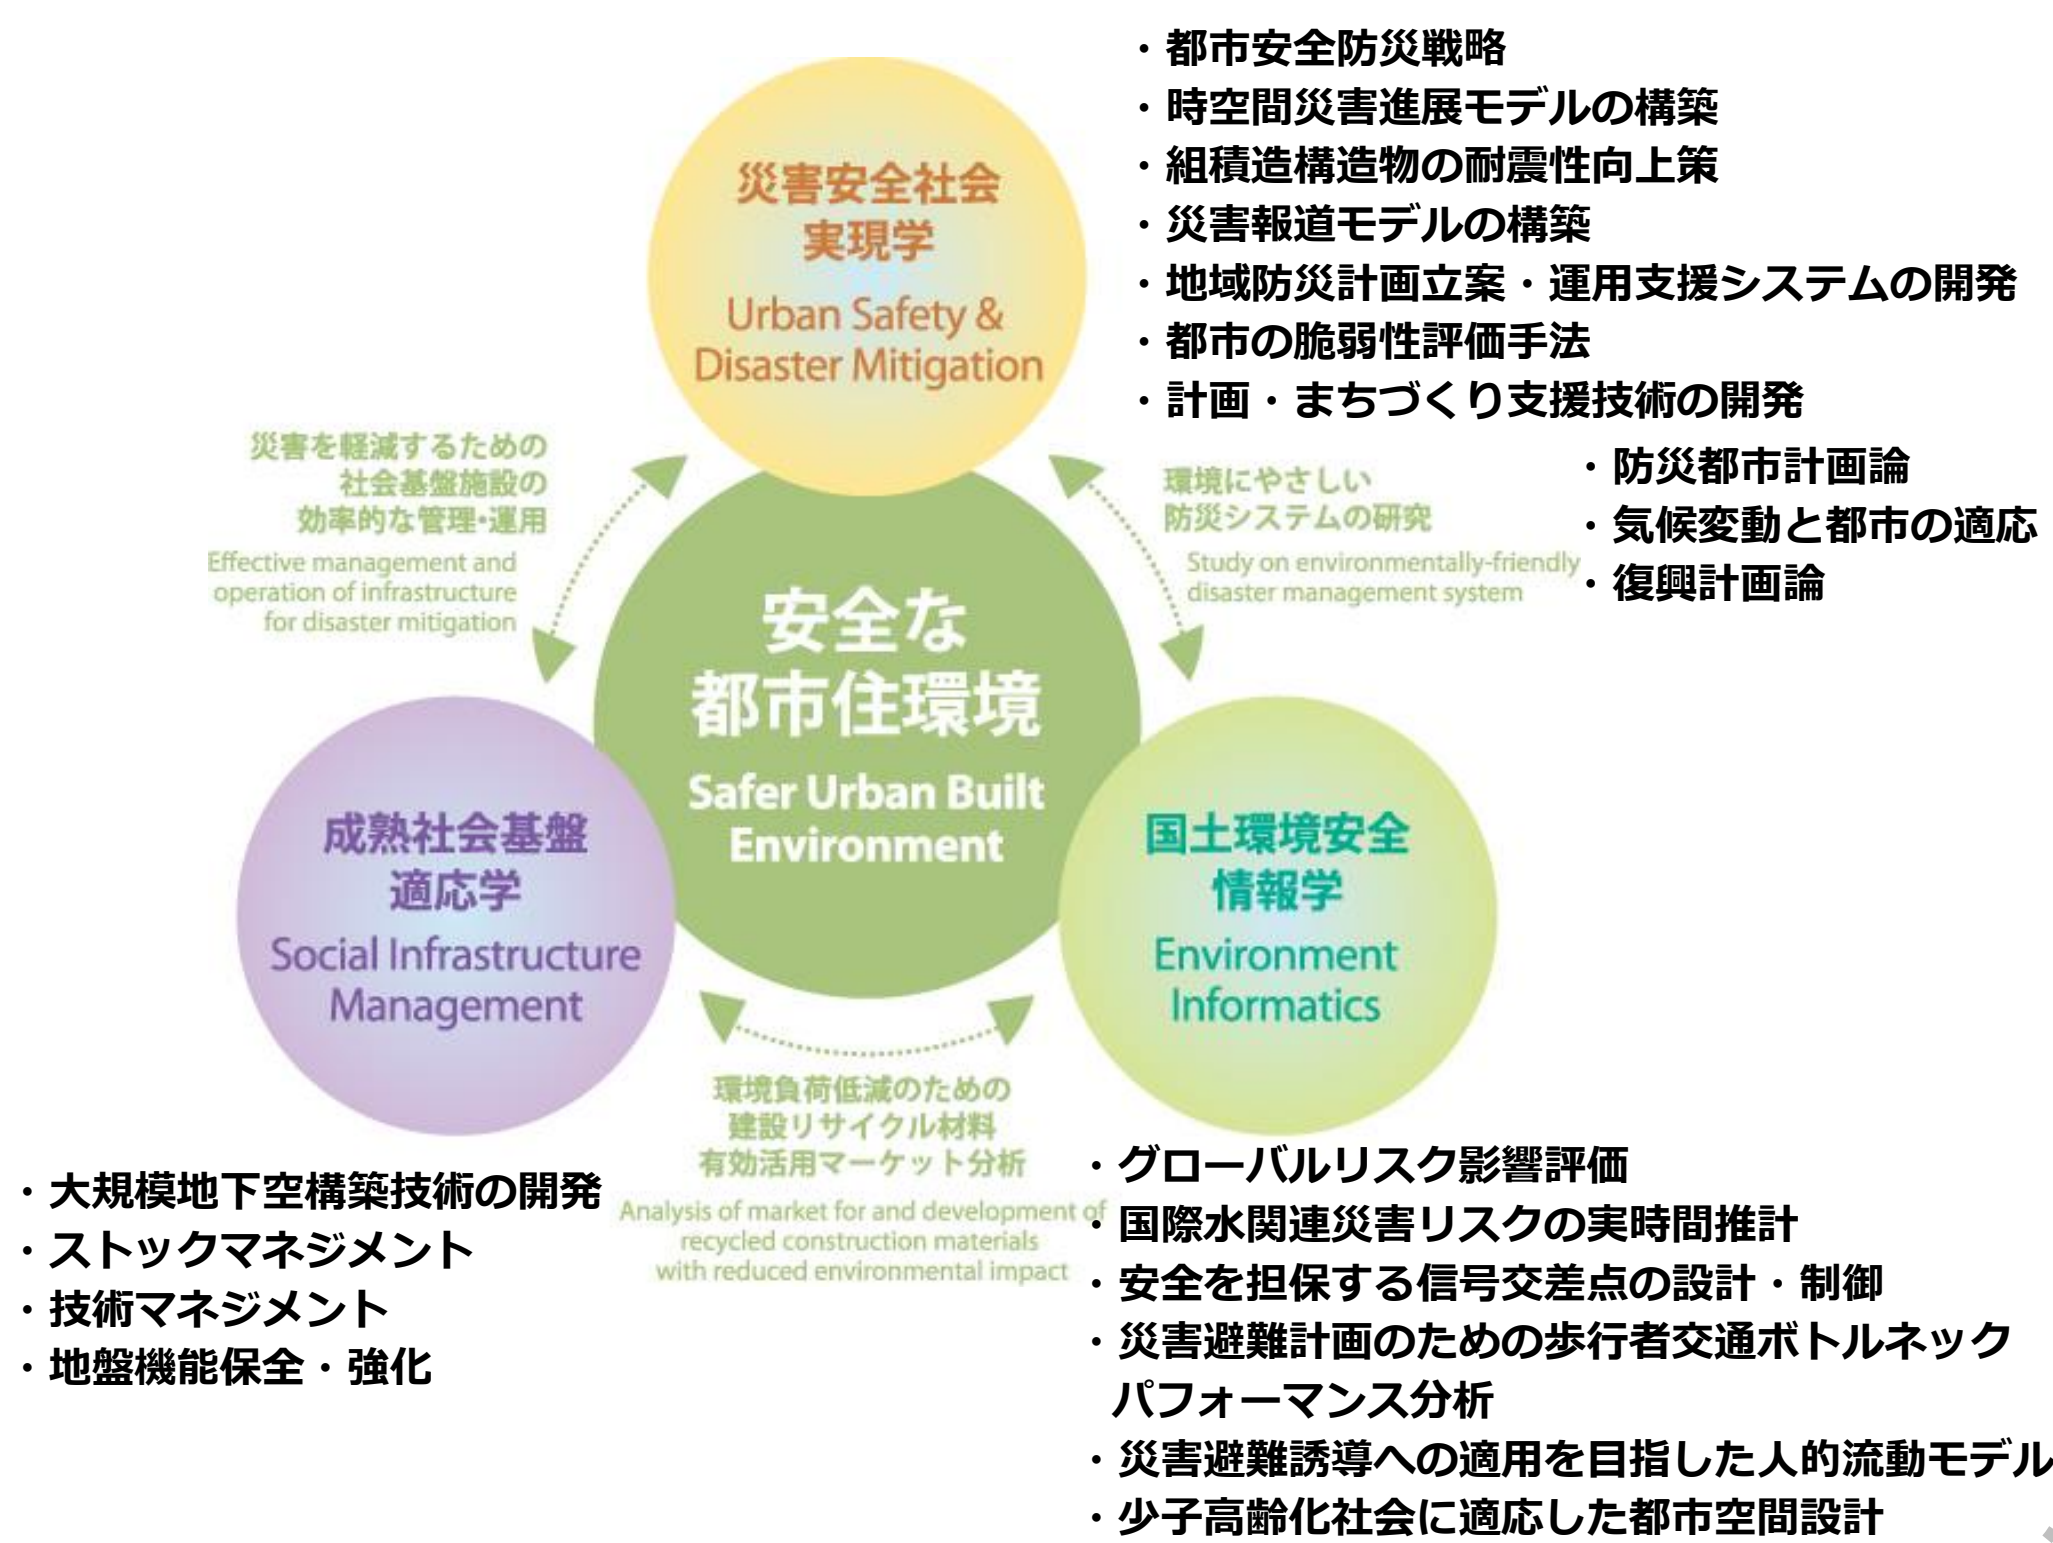 ・都市安全防災戦略
・時空間災害進展モデルの構築
・組積造構造物の耐震性向上策
・災害報道モデルの構築
・地域防災計画立案・運用支援システムの開発
・都市の脆弱性評価手法
・計画・まちづくり支援技術の開発
災害安全社会
実現学
Urban Safety &
Disaster Mitigation
災害を軽減するための
社会基盤施設の
効率的な管理・運用
Effective management and
operation of infrastructure
for disaster mitigation
環境にやさしい
防災システムの研究
Study on environmentally-friendly
disaster management system
・防災都市計画論
・気候変動と都市の適応
・復興計画論
安全な
都市住環境
Safer Urban Built
Environment
成熟社会基盤
適応学
Social Infrastructure
Management
国土環境安全
情報学
Environment
Informatics
環境負荷低減のための
建設リサイクル材料
有効活用マーケット分析
Analysis of market for and development of
recycled construction materials
with reduced environmental impact
・大規模地下空構築技術の開発
・ストックマネジメント
・技術マネジメント
・地盤機能保全・強化
・グローバルリスク影響評価
・国際水関連災害リスクの実時間推計
・安全を担保する信号交差点の設計・制御
・災害避難計画のための歩行者交通ボトルネック
パフォーマンス分析
・災害避難誘導への適用を目指した人的流動モデル
・少子高齢化社会に適応した都市空間設計